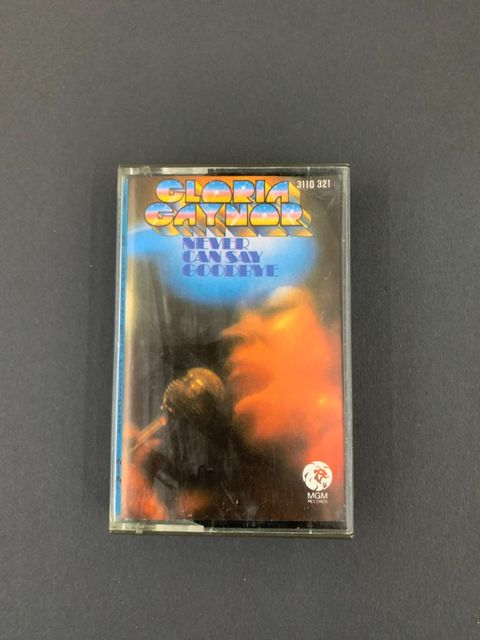 GLORIA
GAYNOR
3110 321
NEVER
CAN SAY
GOODBYE
MGM
RECORDS